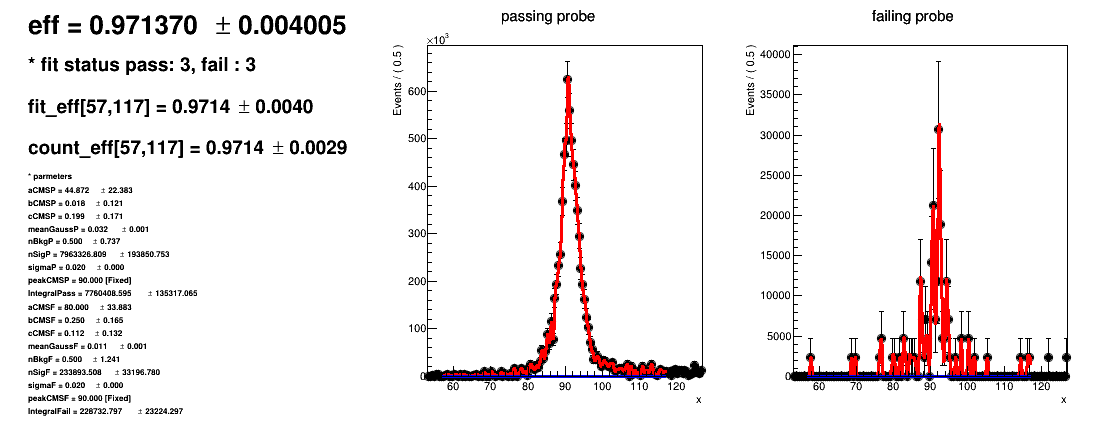 eff = 0.971370 ± 0.004005
* fit status pass: 3, fail : 3
fit_eff[57,117] = 0.9714 ± 0.0040
count_eff[57,117] = 0.9714 ± 0.0029
* parmeters
aCMSP = 44.872 ± 22.383
bCMSP = 0.018 ± 0.121
cCMSP = 0.199 ± 0.171
meanGaussP = 0.032 ± 0.001
nBkgP = 0.500 ± 0.737
nSigP = 7963326.809 ± 193850.753
sigmaP = 0.020 ± 0.000
peakCMSP = 90.000 [Fixed]
IntegralPass = 7760408.595 ± 135317.065
aCMSF = 80.000 ± 33.883
bCMSF = 0.250 ± 0.165
cCMSF = 0.112 ± 0.132
meanGaussF = 0.011 ± 0.001
nBkgF = 0.500 ± 1.241
nSigF = 233893.508 ± 33196.780
sigmaF = 0.020 ± 0.000
peakCMSF = 90.000 [Fixed]
IntegralFail = 228732.797 ± 23224.297
passing probe
×10³
Events / ( 0.5 )
600
500
400
300
200
100
0
60 70 80 90 100 110 120
x
failing probe
Events / ( 0.5 )
40000
35000
30000
25000
20000
15000
10000
5000
0
60 70 80 90 100 110 120
x